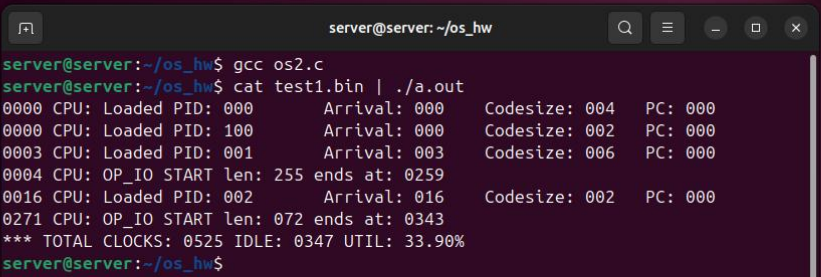 server@server: ~/os_hw
server@server:~/os_hw$ gcc os2.c
server@server:~/os_hw$ cat test1.bin | ./a.out
0000 CPU: Loaded PID: 000 Arrival: 000 Codesize: 004 PC: 000
0000 CPU: Loaded PID: 100 Arrival: 000 Codesize: 002 PC: 000
0003 CPU: Loaded PID: 001 Arrival: 003 Codesize: 006 PC: 000
0004 CPU: OP_IO START len: 255 ends at: 0259
0016 CPU: Loaded PID: 002 Arrival: 016 Codesize: 002 PC: 000
0271 CPU: OP_IO START len: 072 ends at: 0343
*** TOTAL CLOCKS: 0525 IDLE: 0347 UTIL: 33.90%
server@server:~/os_hw$